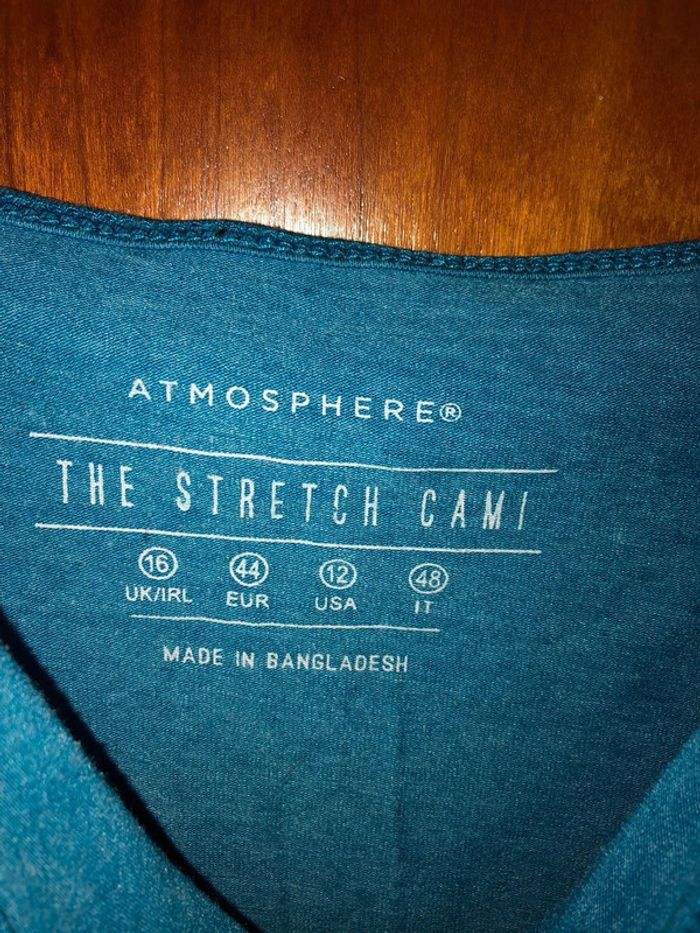 ATMOSPHERE®
THE STRETCH CAMI
16 44 12 48
UK/IRL EUR USA IT
MADE IN BANGLADESH